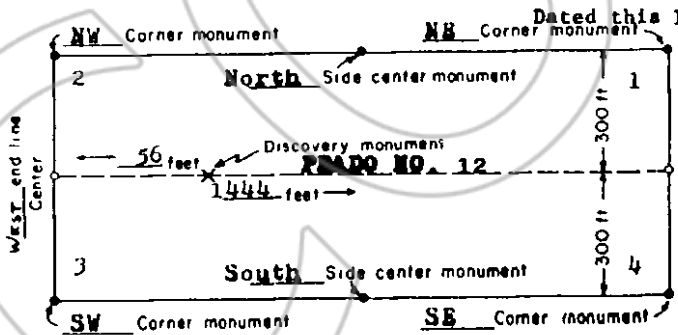 Dated this 1
NW Corner monument
NE Corner monument
2
North Side center monument
1
300 ft
56 feet
Discovery monument
PRADO NO. 12
1444 feet
WEST end line
Center
300 ft
3
South Side center monument
4
SW Corner monument
SE Corner monument